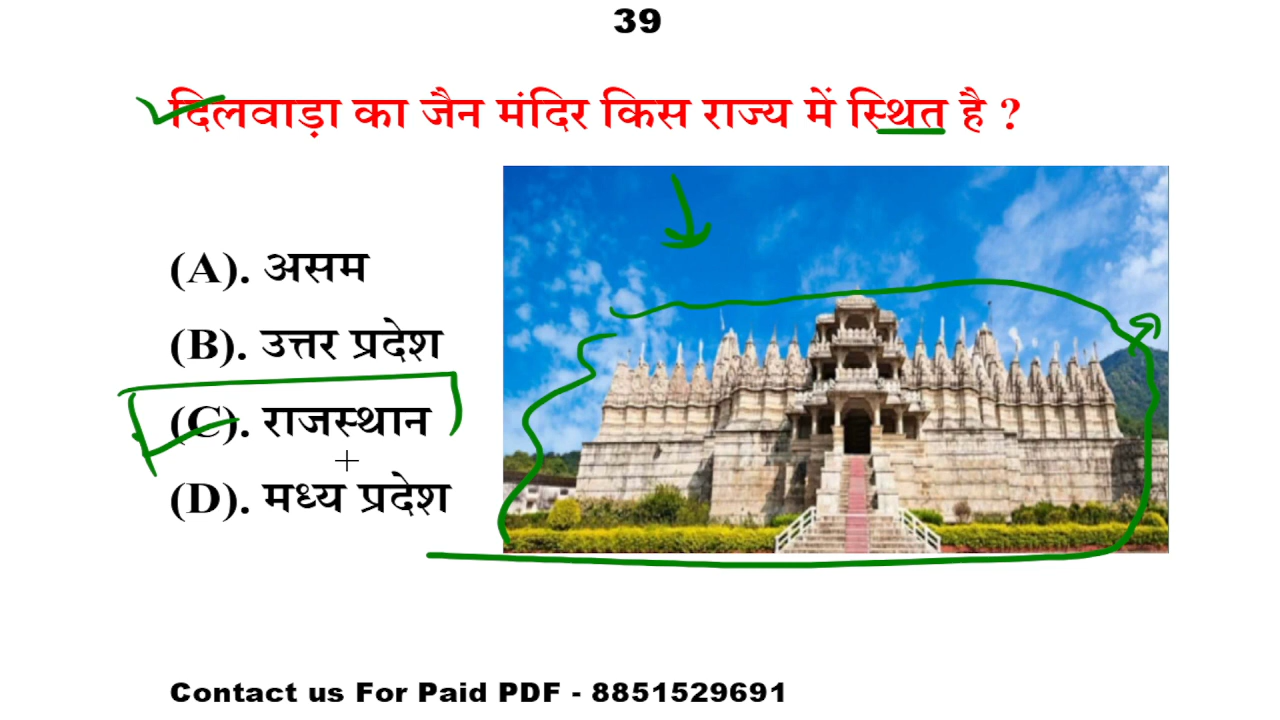 39
दिलवाड़ा का जैन मंदिर किस राज्य में स्थित है ?
(A). असम
(B). उत्तर प्रदेश
(C). राजस्थान
(D). मध्य प्रदेश
Contact us For Paid PDF - 8851529691